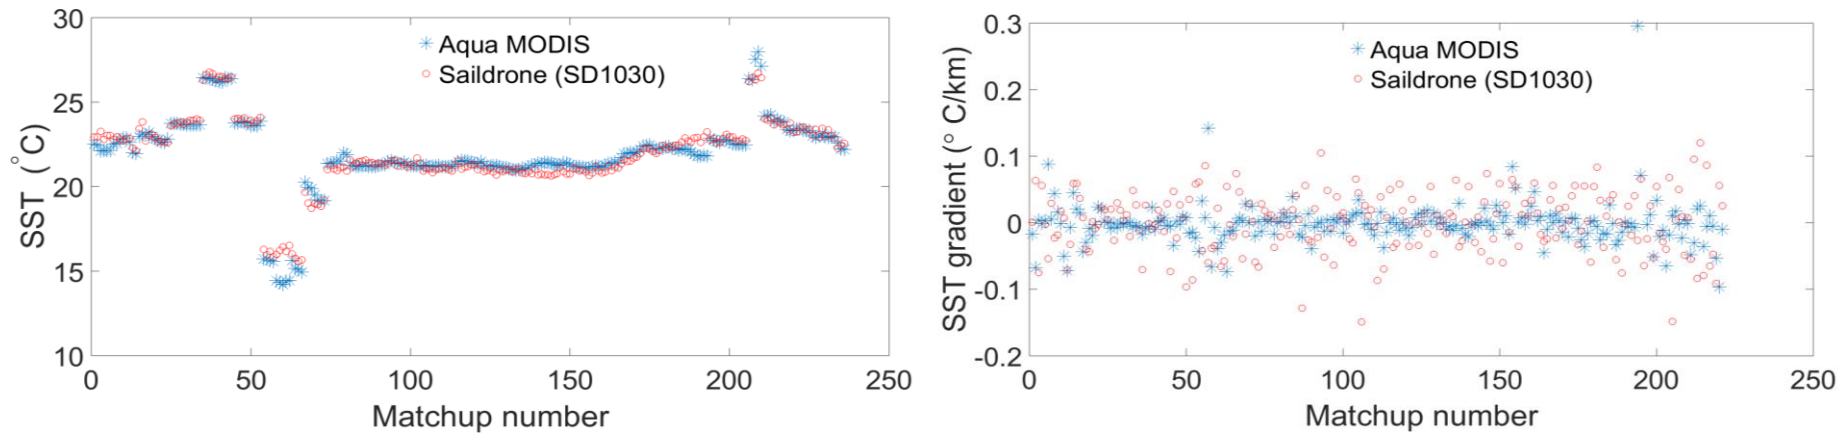 30
25
20
15
10
0
50
100
150
200
250
SST (°C)
Matchup number
Aqua MODIS
Saildrone (SD1030)
0.3
0.2
0.1
0
-0.1
-0.2
0
50
100
150
200
250
SST gradient (° C/km)
Matchup number
Aqua MODIS
Saildrone (SD1030)